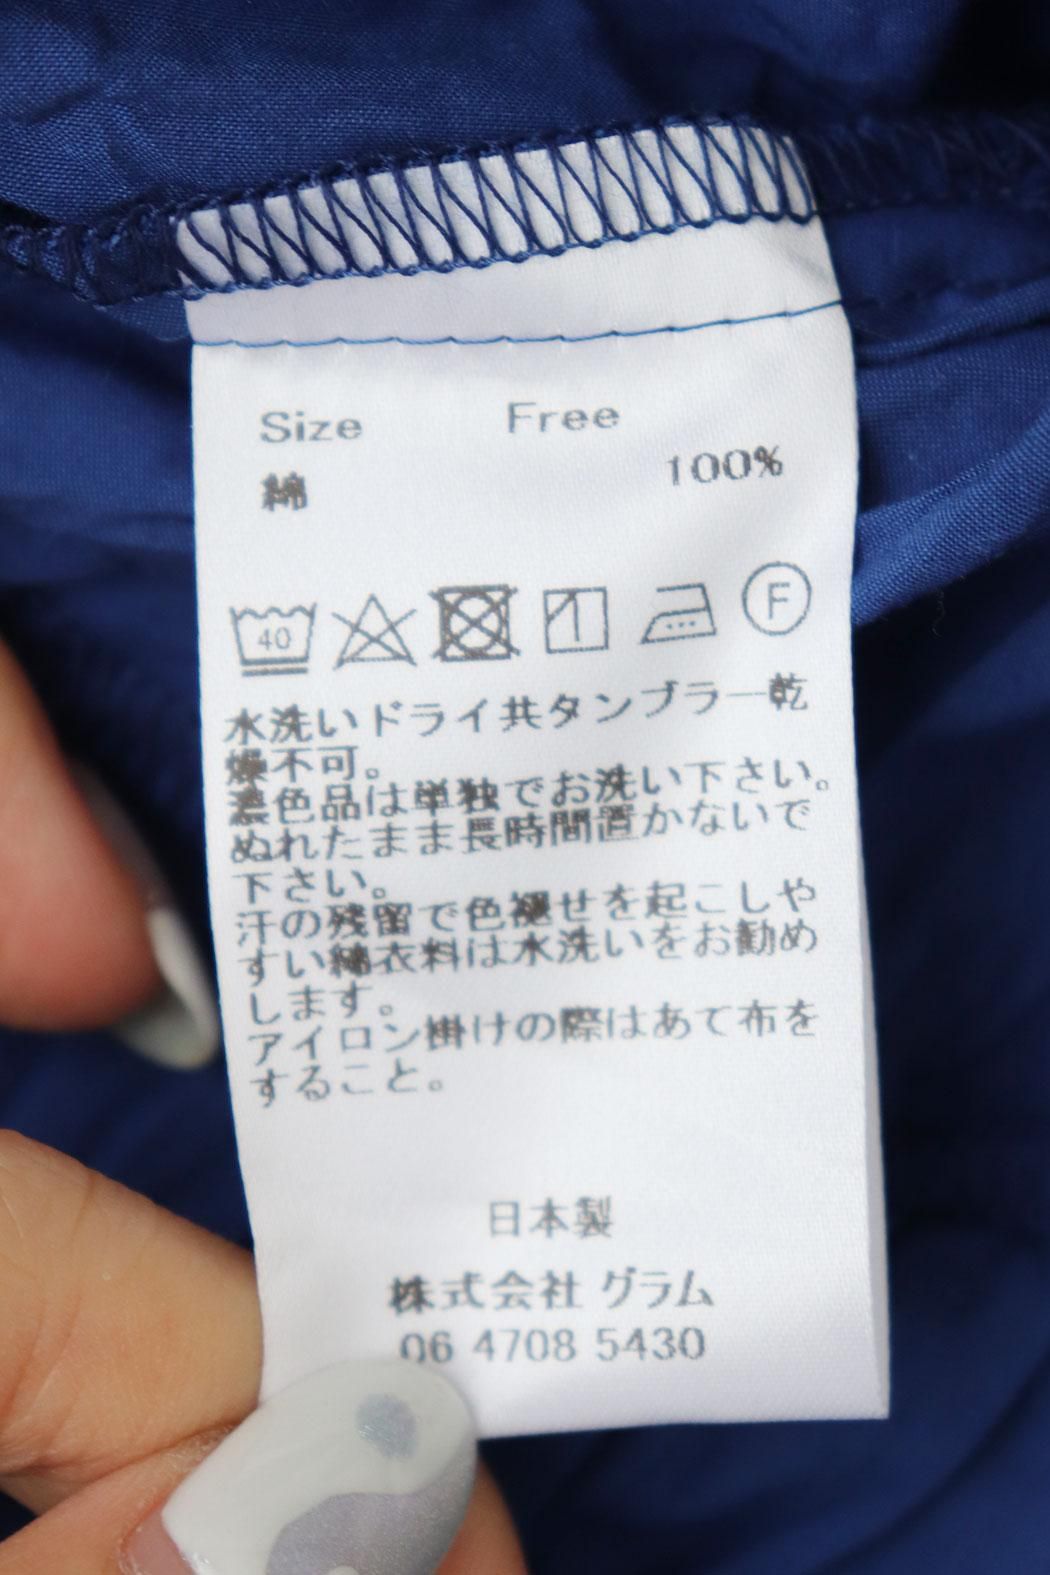 Size Free
綿 100%
40
F
水洗いドライ共タンブラー乾
燥不可。
濃色品は単独でお洗い下さい。
ぬれたまま長時間置かないで
下さい。
汗の残留で色褪せを起こしや
すい綿衣料は水洗いをお勧め
します。
アイロン掛けの際はあて布を
すること。
日本製
株式会社 グラム
06 4708 5430